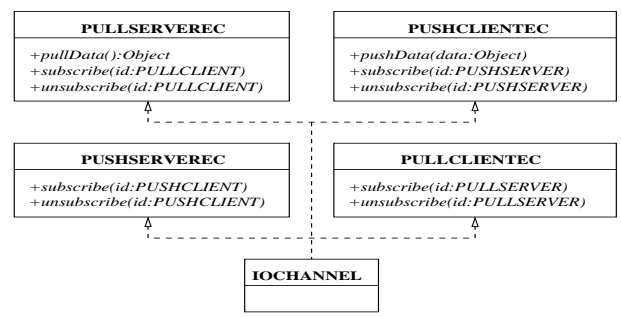 PULLSERVEREC
+pullData():Object
+subscribe(id:PULLCLIENT)
+unsubscribe(id:PULLCLIENT)
PUSHCLIENTEC
+pushData(data:Object)
+subscribe(id:PUSHSERVER)
+unsubscribe(id:PUSHSERVER)
PUSHSERVEREC
+subscribe(id:PUSHCLIENT)
+unsubscribe(id:PUSHCLIENT)
PULLCLIENTEC
+subscribe(id:PULLSERVER)
+unsubscribe(id:PULLSERVER)
IOCHANNEL